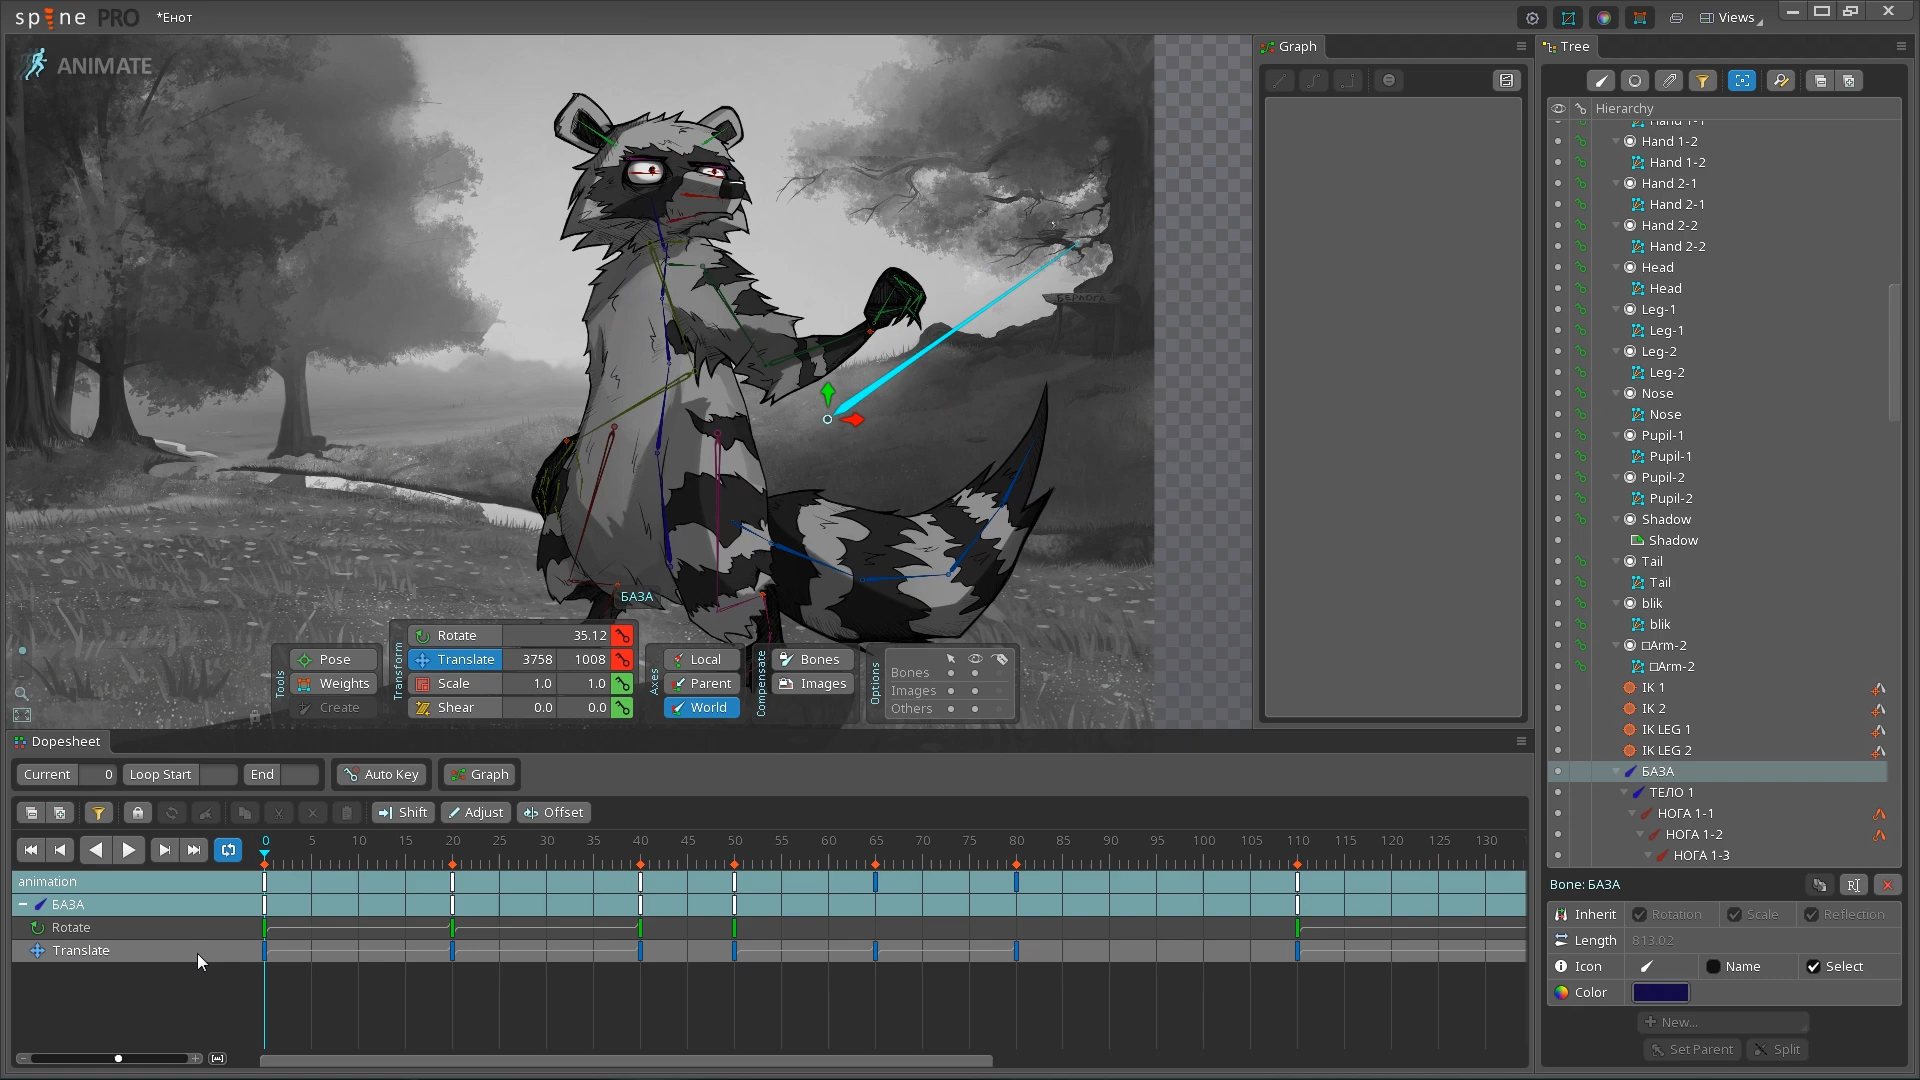 spine PRO *Енот
Views
ANIMATE
БЕРЛОГА
БАЗА
Tools
Pose
Weights
Create
Transform
Rotate 35.12
Translate 3758 1008
Scale 1.0 1.0
Shear 0.0 0.0
Axes
Local
Parent
World
Compensate
Bones
Images
Options
Bones
Images
Others
Graph
Tree
Hierarchy
Hand 1-1
Hand 1-2
Hand 1-2
Hand 2-1
Hand 2-1
Hand 2-2
Hand 2-2
Head
Head
Leg-1
Leg-1
Leg-2
Leg-2
Nose
Nose
Pupil-1
Pupil-1
Pupil-2
Pupil-2
Shadow
Shadow
Tail
Tail
blik
blik
□Arm-2
□Arm-2
IK 1
IK 2
IK LEG 1
IK LEG 2
БАЗА
ТЕЛО 1
НОГА 1-1
НОГА 1-2
НОГА 1-3
Bone: БАЗА
Inherit Rotation Scale Reflection
Length 813.02
Icon Name Select
Color
New...
Set Parent Split
Dopesheet
Current 0 Loop Start End Auto Key Graph
Shift Adjust Offset
0 5 10 15 20 25 30 35 40 45 50 55 60 65 70 75 80 85 90 95 100 105 110 115 120 125 130
animation
БАЗА
Rotate
Translate